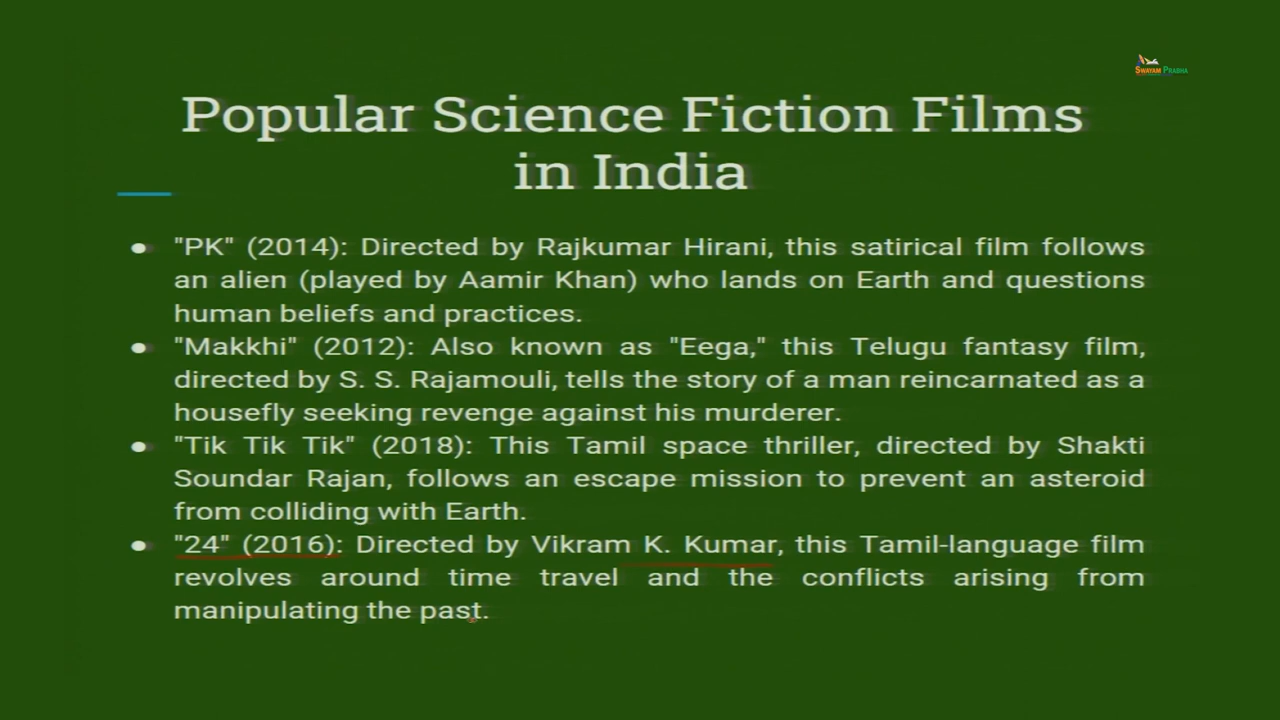 SWAYAM PRABHA
Popular Science Fiction Films
in India
● "PK" (2014): Directed by Rajkumar Hirani, this satirical film follows
an alien (played by Aamir Khan) who lands on Earth and questions
human beliefs and practices.
● "Makkhi" (2012): Also known as "Eega," this Telugu fantasy film,
directed by S. S. Rajamouli, tells the story of a man reincarnated as a
housefly seeking revenge against his murderer.
● "Tik Tik Tik" (2018): This Tamil space thriller, directed by Shakti
Soundar Rajan, follows an escape mission to prevent an asteroid
from colliding with Earth.
● "24" (2016): Directed by Vikram K. Kumar, this Tamil-language film
revolves around time travel and the conflicts arising from
manipulating the past.